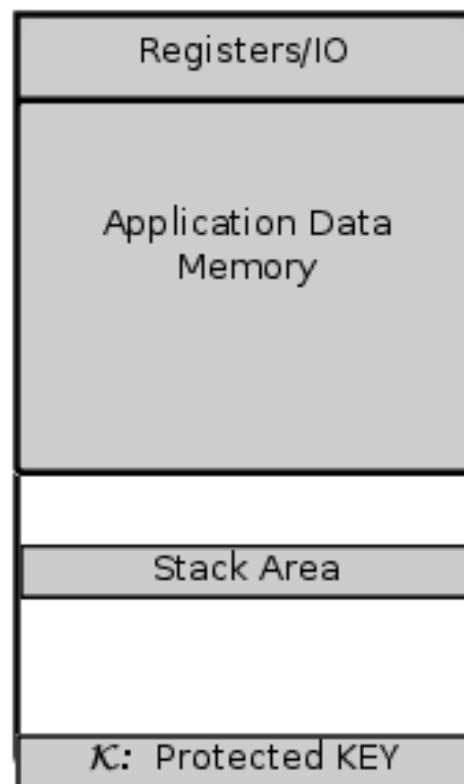 Registers/IO
Application Data
Memory
Stack Area
𝒦: Protected KEY